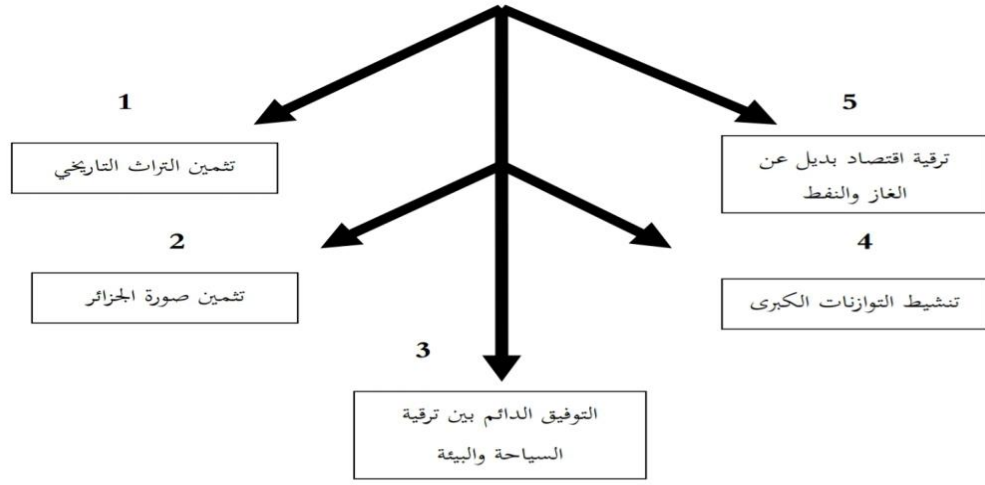 1
تثمين التراث التاريخي
2
تثمين صورة الجزائر
3
التوفيق الدائم بين ترقية
السياحة والبيئة
4
تنشيط التوازنات الكبرى
5
ترقية اقتصاد بديل عن
الغاز والنفط